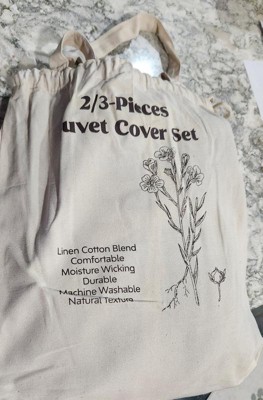 2/3-Pieces
uvet Cover Set
Linen Cotton Blend
Comfortable
Moisture Wicking
Durable
Machine Washable
Natural Texture